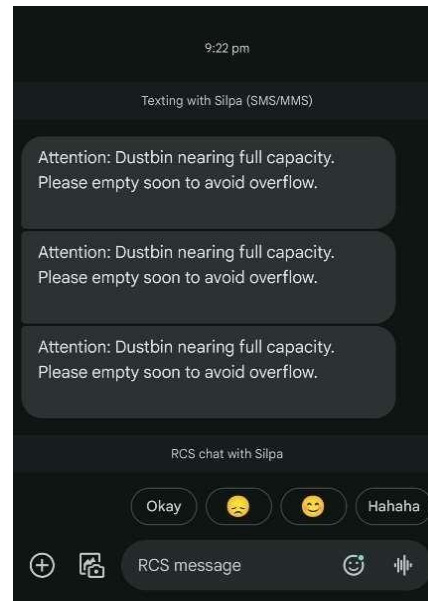 9:22 pm
Texting with Silpa (SMS/MMS)
Attention: Dustbin nearing full capacity.
Please empty soon to avoid overflow.
Attention: Dustbin nearing full capacity.
Please empty soon to avoid overflow.
Attention: Dustbin nearing full capacity.
Please empty soon to avoid overflow.
RCS chat with Silpa
Okay 😞 😊 Hahaha
RCS message